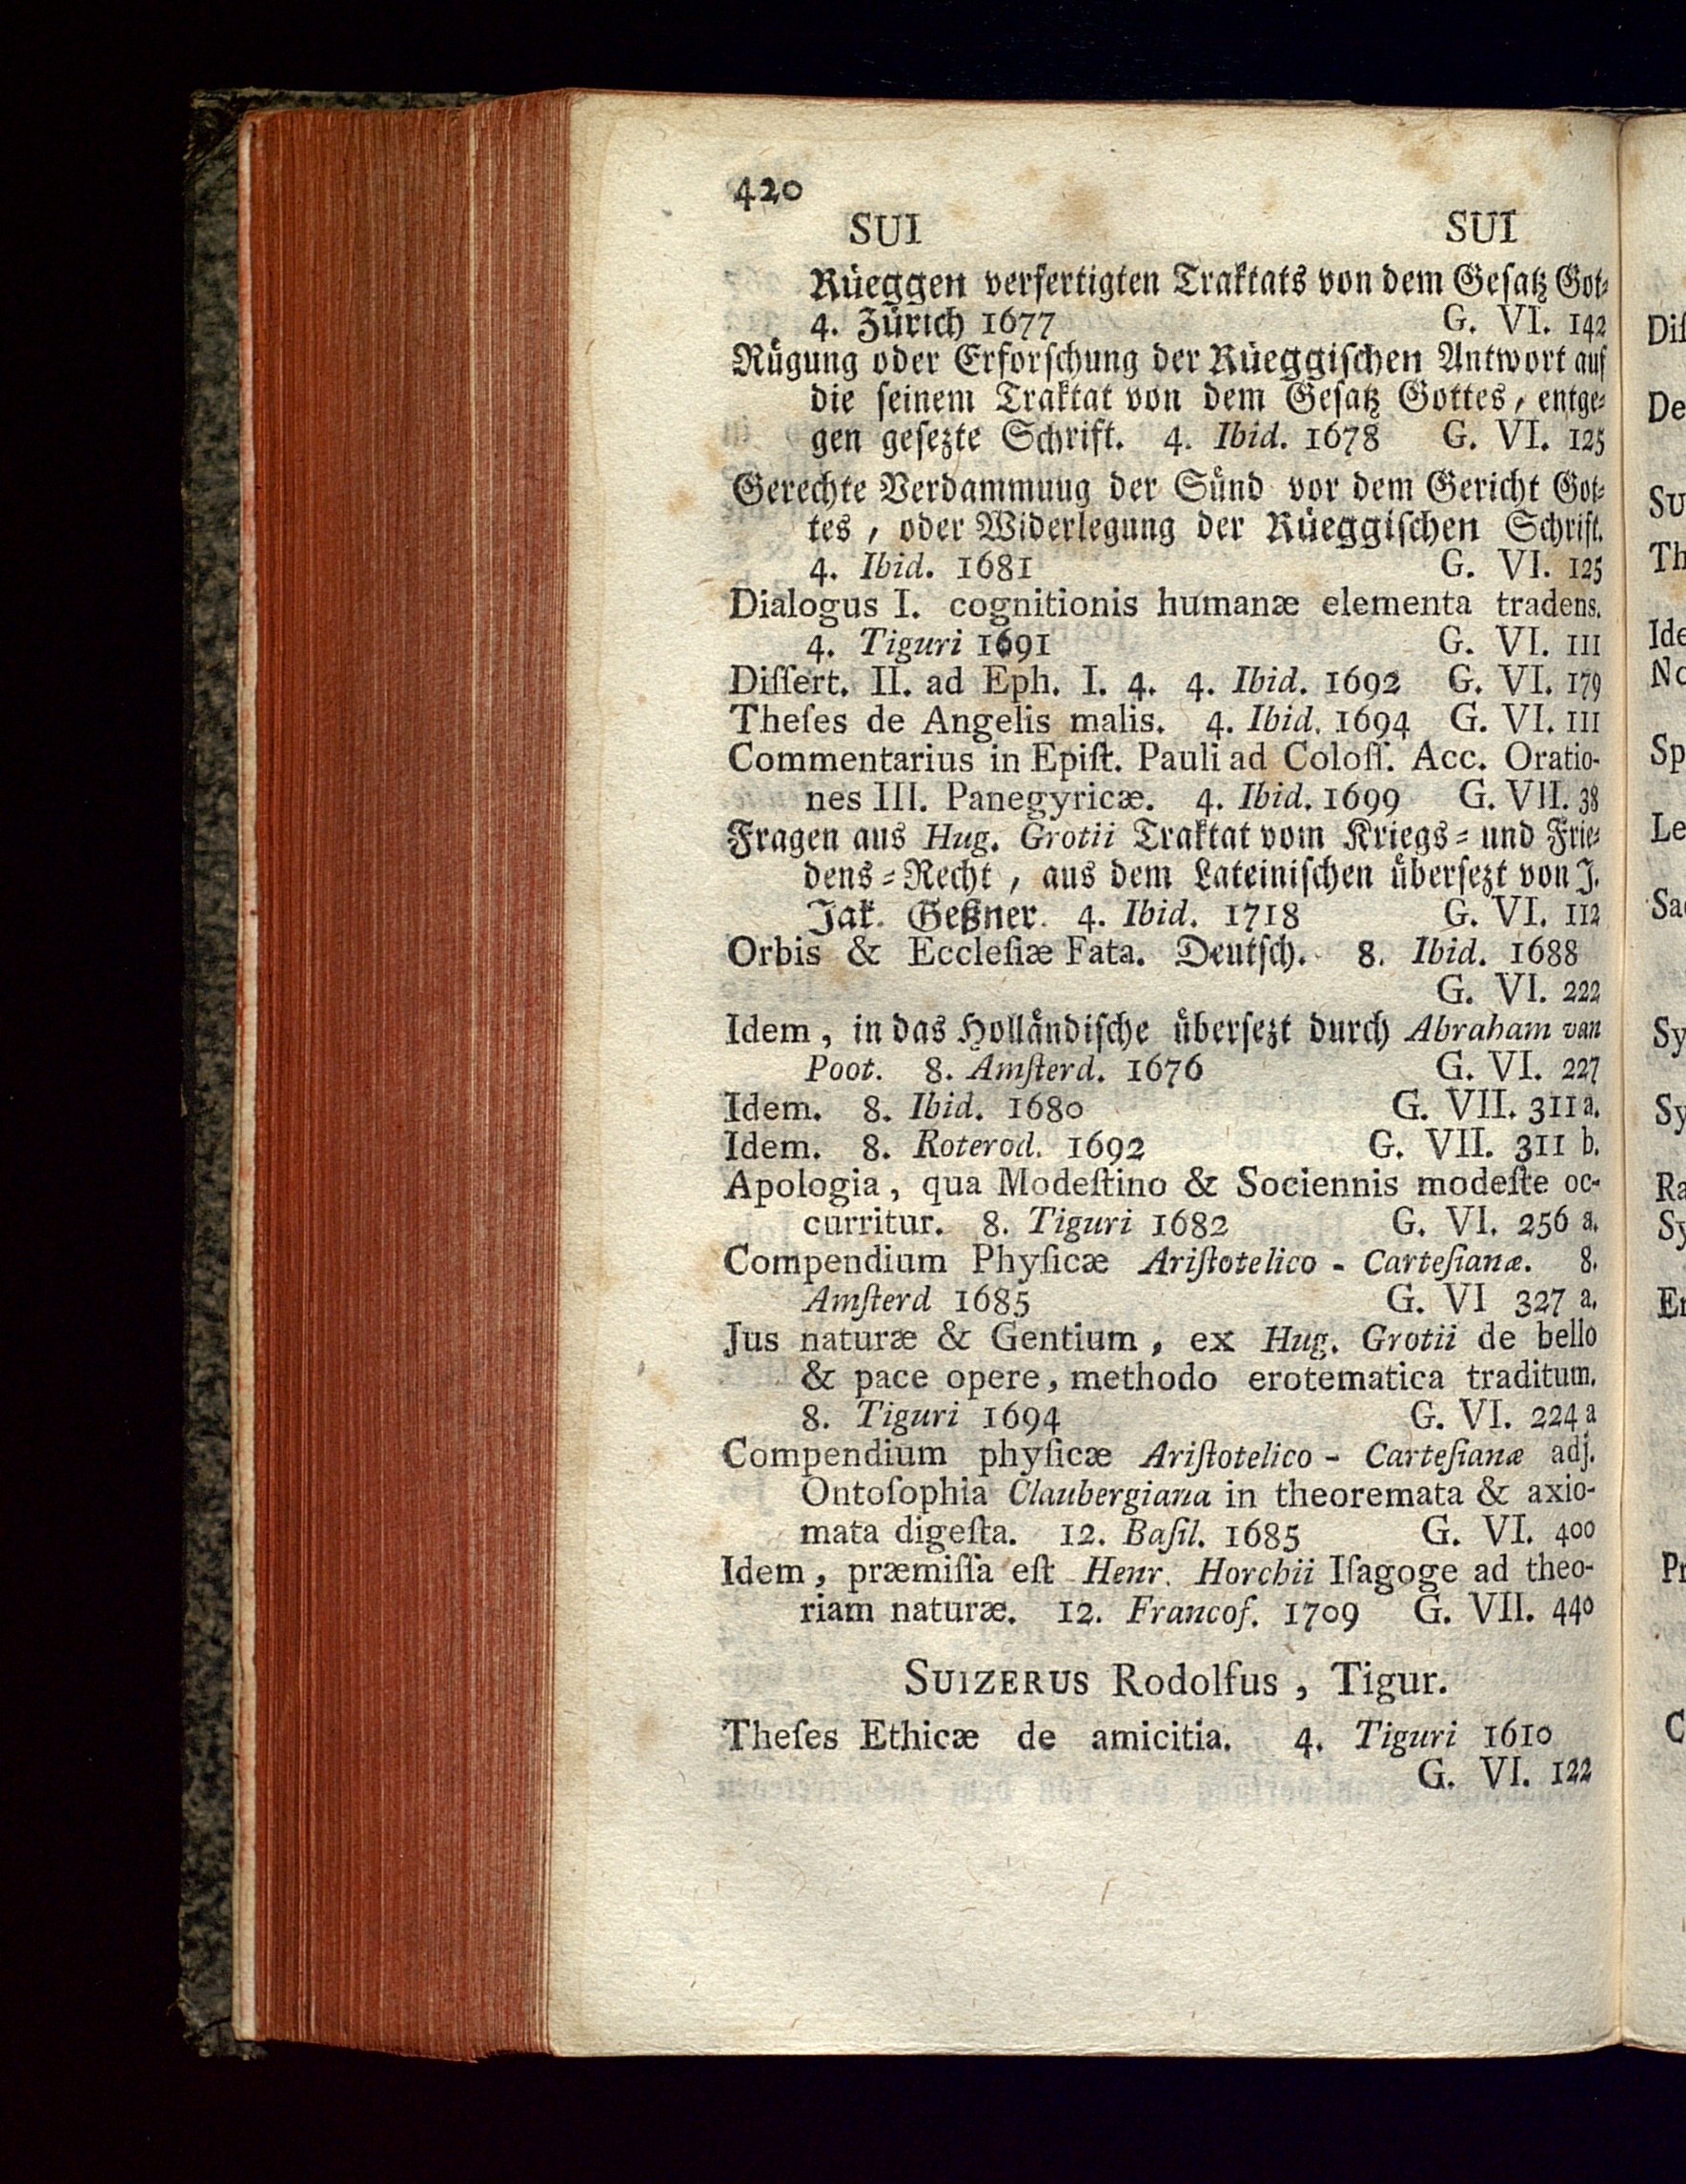 420
SUI SUI
Rüeggen verfertigten Traktats von dem Gesatz Got-
4. Zürich 1677 G. VI. 142
Rügung oder Erforschung der Rüeggischen Antwort auf
die seinem Traktat von dem Gesatz Gottes, entge-
gen gesezte Schrift. 4. Ibid. 1678 G. VI. 125
Gerechte Verdammuug der Sünd vor dem Gericht Got-
tes, oder Widerlegung der Rüeggischen Schrift.
4. Ibid. 1681 G. VI. 125
Dialogus I. cognitionis humanæ elementa tradens.
4. Tiguri 1691 G. VI. 111
Diſſert. II. ad Eph. I. 4. 4. Ibid. 1692 G. VI. 179
Theſes de Angelis malis. 4. Ibid. 1694 G. VI. 111
Commentarius in Epiſt. Pauli ad Coloſſ. Acc. Oratio-
nes III. Panegyricæ. 4. Ibid. 1699 G. VII. 38
Fragen aus Hug. Grotii Traktat vom Kriegs- und Frie-
dens-Recht, aus dem Lateinischen übersezt von J.
Jak. Geßner. 4. Ibid. 1718 G. VI. 112
Orbis & Eccleſiæ Fata. Deutsch. 8. Ibid. 1688
G. VI. 222
Idem, in das Holländische übersezt durch Abraham van
Poot. 8. Amſterd. 1676 G. VI. 227
Idem. 8. Ibid. 1680 G. VII. 311 a.
Idem. 8. Roterod. 1692 G. VII. 311 b.
Apologia, qua Modeſtino & Sociennis modeſte oc-
curritur. 8. Tiguri 1682 G. VI. 256 a.
Compendium Phyſicæ Ariſtotelico - Carteſianæ. 8.
Amſterd 1685 G. VI 327 a.
Jus naturæ & Gentium, ex Hug. Grotii de bello
& pace opere, methodo erotematica traditum.
8. Tiguri 1694 G. VI. 224 a
Compendium phyſicæ Ariſtotelico - Carteſianæ adj.
Ontoſophia Claubergiana in theoremata & axio-
mata digeſta. 12. Baſil. 1685 G. VI. 400
Idem, præmiſſa eſt Henr. Horchii Iſagoge ad theo-
riam naturæ. 12. Francof. 1709 G. VII. 440
SUIZERUS Rodolfus, Tigur.
Theſes Ethicæ de amicitia. 4. Tiguri 1610
G. VI. 122